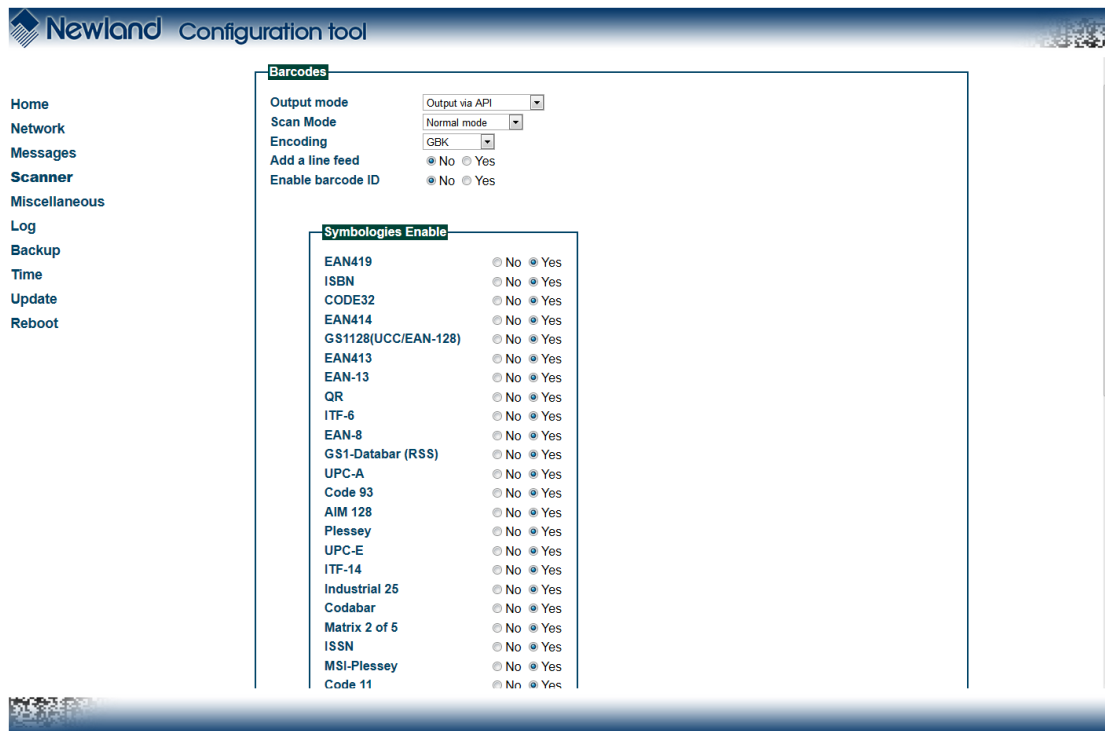 Newland Configuration tool
Home
Network
Messages
Scanner
Miscellaneous
Log
Backup
Time
Update
Reboot
Barcodes
Output mode Output via API
Scan Mode Normal mode
Encoding GBK
Add a line feed No Yes
Enable barcode ID No Yes
Symbologies Enable
EAN419 No Yes
ISBN No Yes
CODE32 No Yes
EAN414 No Yes
GS1128(UCC/EAN-128) No Yes
EAN413 No Yes
EAN-13 No Yes
QR No Yes
ITF-6 No Yes
EAN-8 No Yes
GS1-Databar (RSS) No Yes
UPC-A No Yes
Code 93 No Yes
AIM 128 No Yes
Plessey No Yes
UPC-E No Yes
ITF-14 No Yes
Industrial 25 No Yes
Codabar No Yes
Matrix 2 of 5 No Yes
ISSN No Yes
MSI-Plessey No Yes
Code 11 No Yes